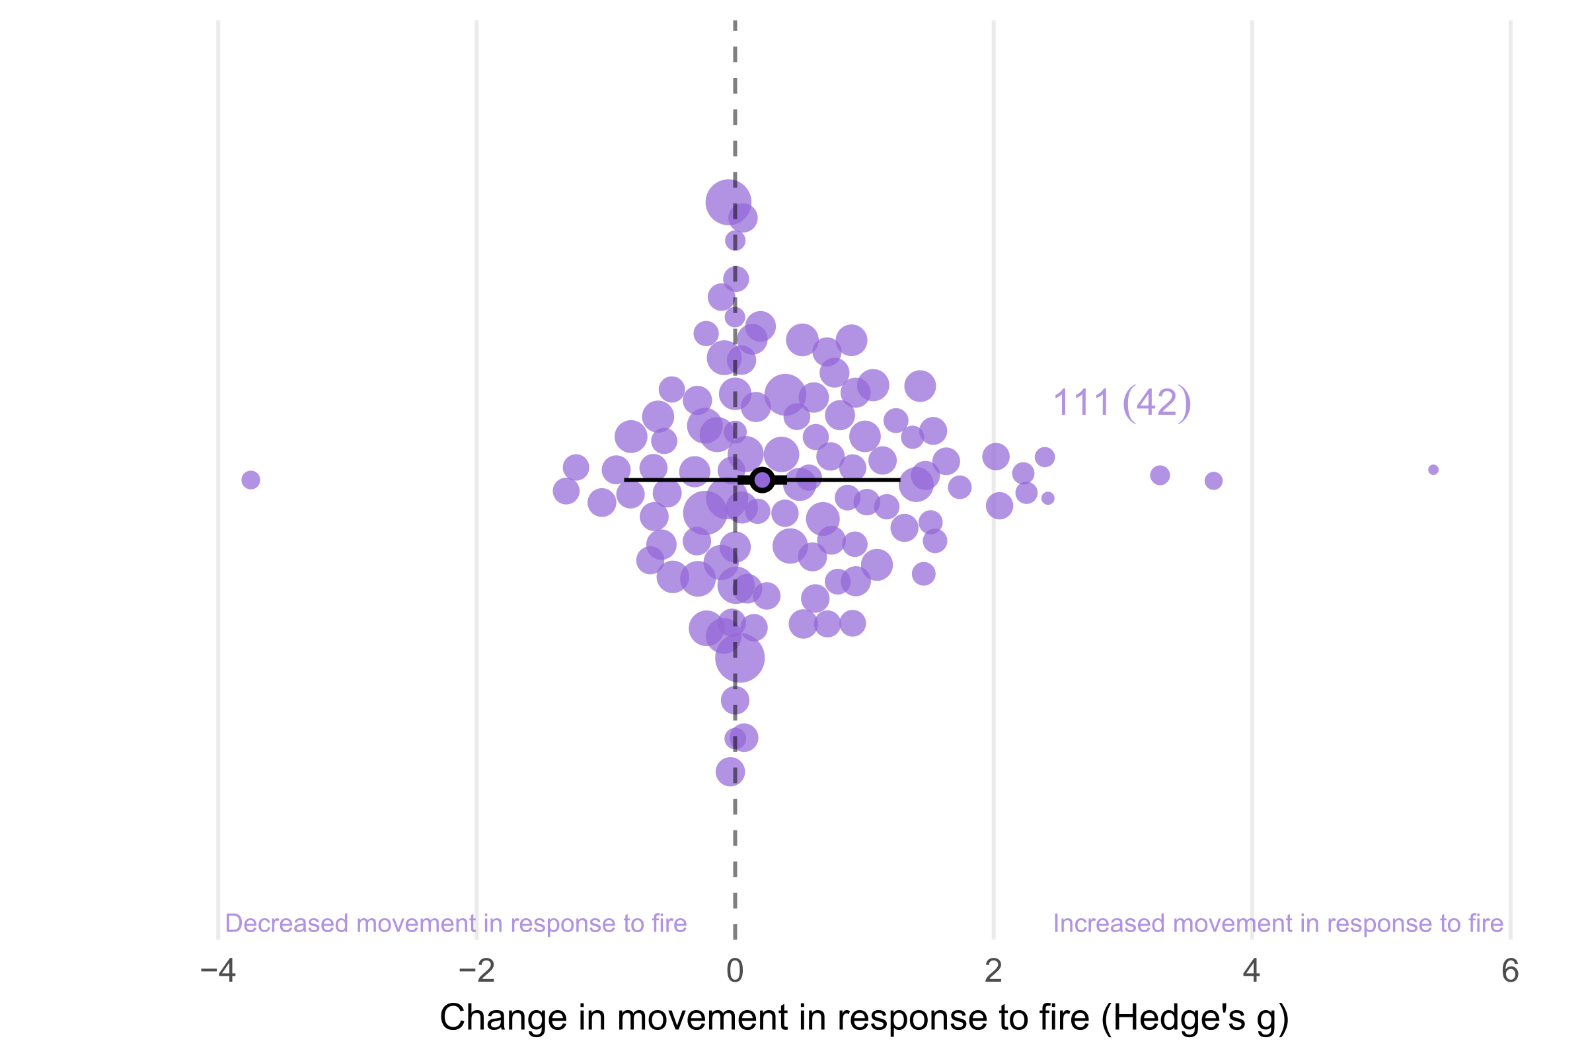 111 (42)
Decreased movement in response to fire
Increased movement in response to fire
−4
−2
0
2
4
6
Change in movement in response to fire (Hedge's g)